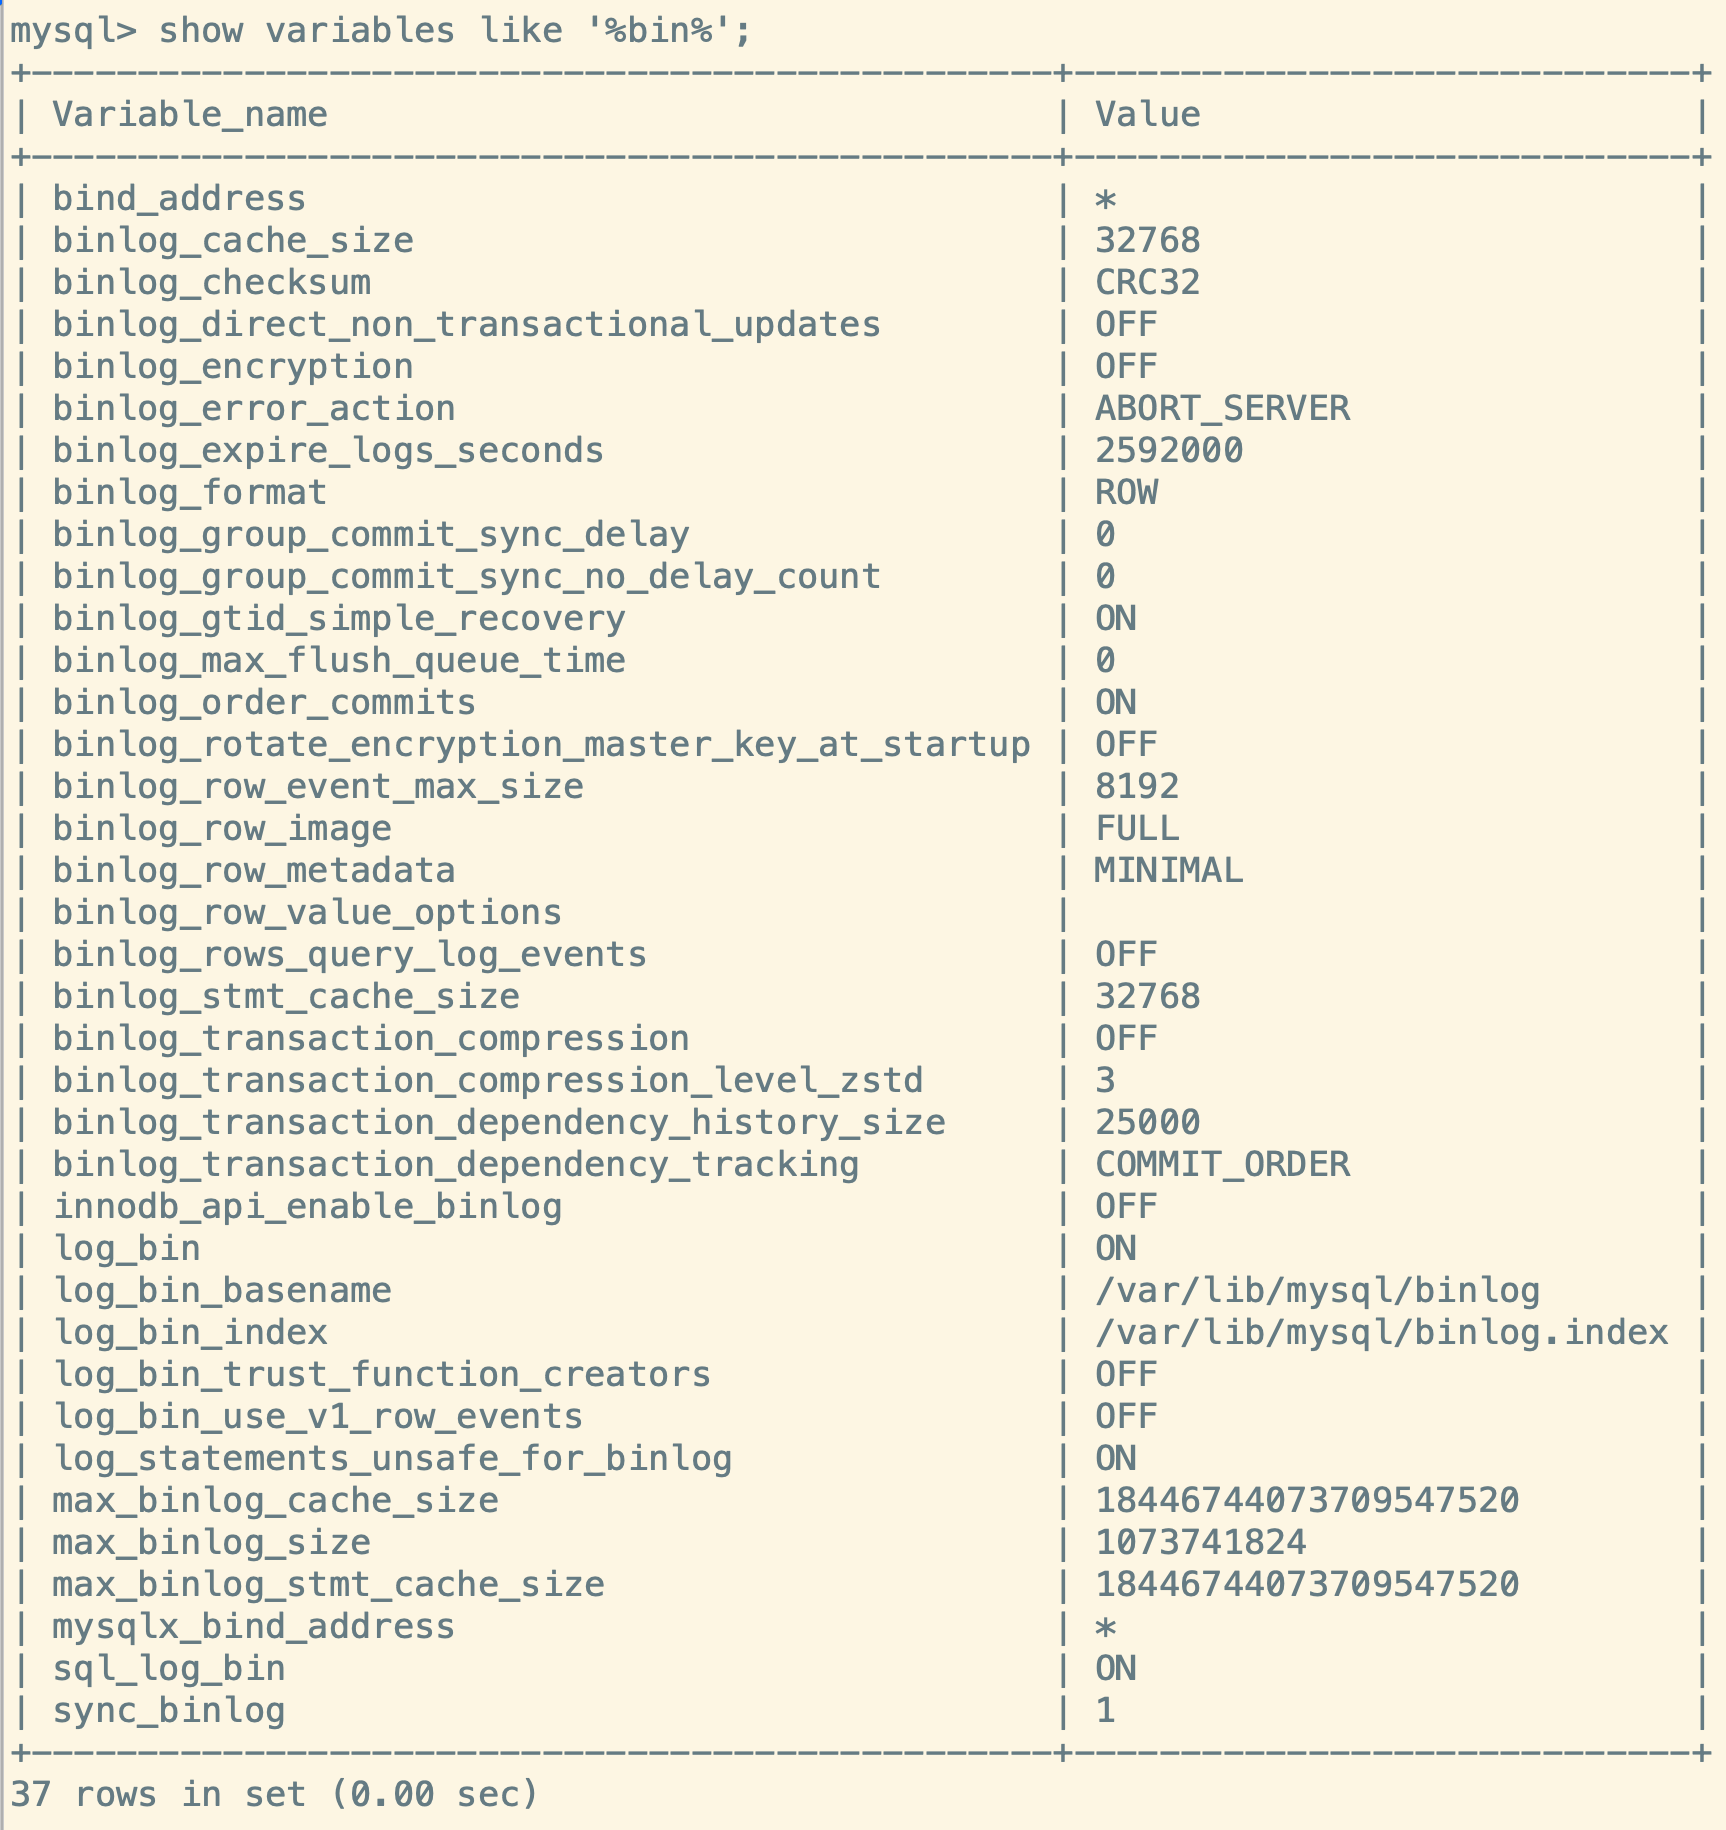 mysql> show variables like '%bin%';
+------------------------------------------------+-----------------------------+
| Variable_name                                  | Value                       |
+------------------------------------------------+-----------------------------+
| bind_address                                   | *                           |
| binlog_cache_size                              | 32768                       |
| binlog_checksum                                | CRC32                       |
| binlog_direct_non_transactional_updates        | OFF                         |
| binlog_encryption                              | OFF                         |
| binlog_error_action                            | ABORT_SERVER                |
| binlog_expire_logs_seconds                     | 2592000                     |
| binlog_format                                  | ROW                         |
| binlog_group_commit_sync_delay                 | 0                           |
| binlog_group_commit_sync_no_delay_count        | 0                           |
| binlog_gtid_simple_recovery                    | ON                          |
| binlog_max_flush_queue_time                    | 0                           |
| binlog_order_commits                           | ON                          |
| binlog_rotate_encryption_master_key_at_startup | OFF                         |
| binlog_row_event_max_size                      | 8192                        |
| binlog_row_image                               | FULL                        |
| binlog_row_metadata                            | MINIMAL                     |
| binlog_row_value_options                       |                             |
| binlog_rows_query_log_events                   | OFF                         |
| binlog_stmt_cache_size                         | 32768                       |
| binlog_transaction_compression                 | OFF                         |
| binlog_transaction_compression_level_zstd      | 3                           |
| binlog_transaction_dependency_history_size     | 25000                       |
| binlog_transaction_dependency_tracking         | COMMIT_ORDER                |
| innodb_api_enable_binlog                       | OFF                         |
| log_bin                                        | ON                          |
| log_bin_basename                               | /var/lib/mysql/binlog       |
| log_bin_index                                  | /var/lib/mysql/binlog.index |
| log_bin_trust_function_creators                | OFF                         |
| log_bin_use_v1_row_events                      | OFF                         |
| log_statements_unsafe_for_binlog               | ON                          |
| max_binlog_cache_size                          | 18446744073709547520        |
| max_binlog_size                                | 1073741824                  |
| max_binlog_stmt_cache_size                     | 18446744073709547520        |
| mysqlx_bind_address                            | *                           |
| sql_log_bin                                    | ON                          |
| sync_binlog                                    | 1                           |
+------------------------------------------------+-----------------------------+
37 rows in set (0.00 sec)